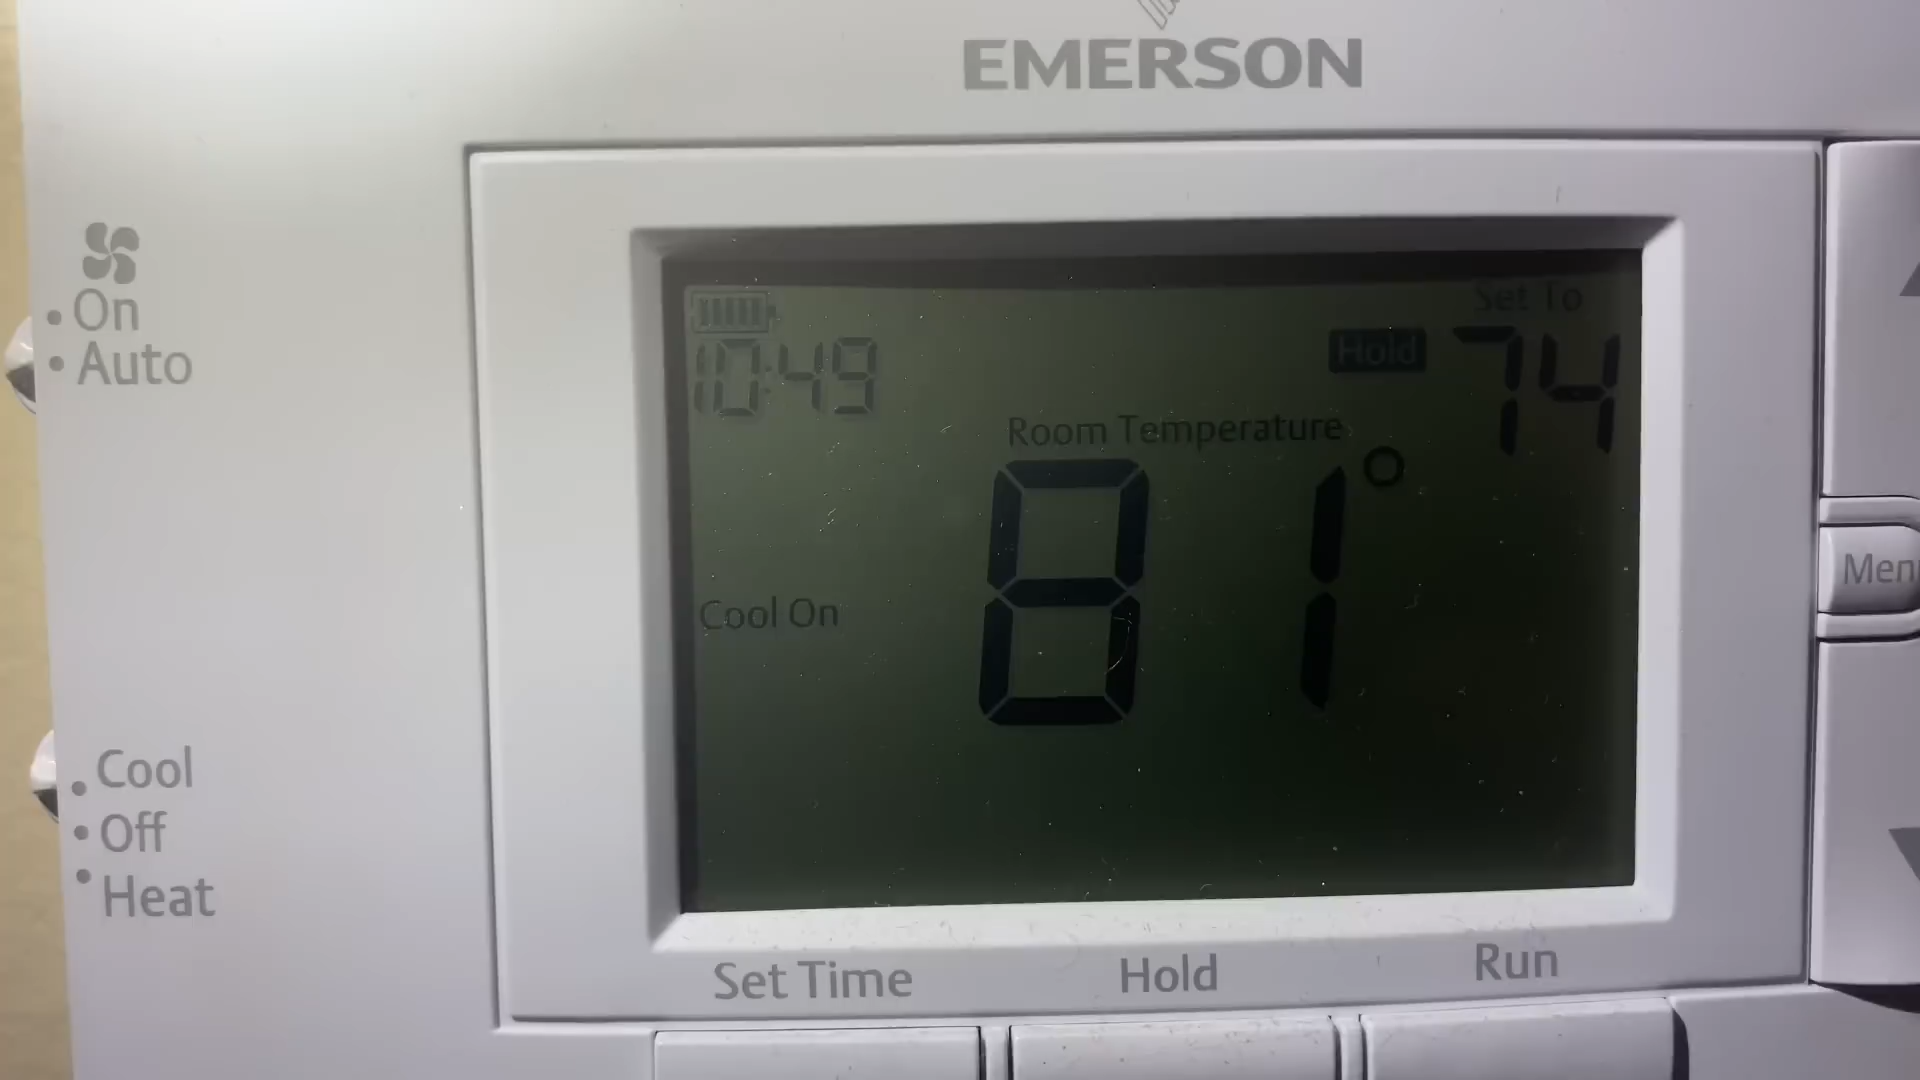 EMERSON
On
Auto
Set To
10:49
Hold
74
Room Temperature
81°
Cool On
Cool
Off
Heat
Set Time
Hold
Run